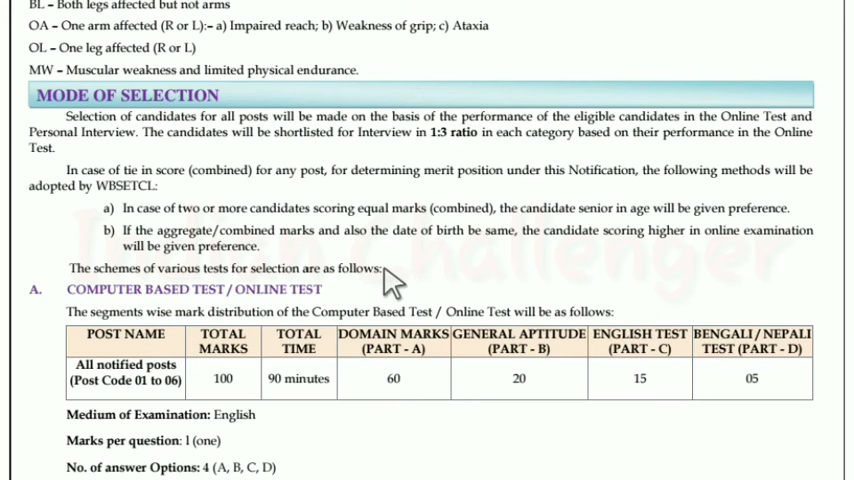 BL – Both legs affected but not arms
OA – One arm affected (R or L):– a) Impaired reach; b) Weakness of grip; c) Ataxia
OL – One leg affected (R or L)
MW – Muscular weakness and limited physical endurance.
MODE OF SELECTION
Selection of candidates for all posts will be made on the basis of the performance of the eligible candidates in the Online Test and
Personal Interview. The candidates will be shortlisted for Interview in 1:3 ratio in each category based on their performance in the Online
Test.
In case of tie in score (combined) for any post, for determining merit position under this Notification, the following methods will be
adopted by WBSETCL:
a) In case of two or more candidates scoring equal marks (combined), the candidate senior in age will be given preference.
b) If the aggregate/combined marks and also the date of birth be same, the candidate scoring higher in online examination
will be given preference.
The schemes of various tests for selection are as follows:
A. COMPUTER BASED TEST / ONLINE TEST
The segments wise mark distribution of the Computer Based Test / Online Test will be as follows:
POST NAME TOTAL MARKS TOTAL TIME DOMAIN MARKS (PART - A) GENERAL APTITUDE (PART - B) ENGLISH TEST (PART - C) BENGALI / NEPALI TEST (PART - D)
All notified posts (Post Code 01 to 06) 100 90 minutes 60 20 15 05
Medium of Examination: English
Marks per question: 1 (one)
No. of answer Options: 4 (A, B, C, D)
Indian Challenger